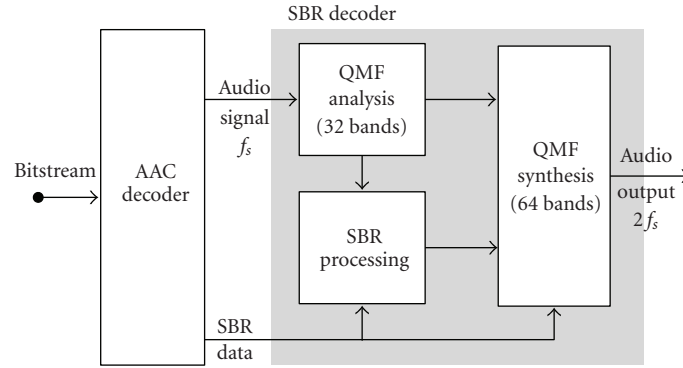 SBR decoder
Bitstream
AAC
decoder
Audio
signal
fs
QMF
analysis
(32 bands)
SBR
processing
SBR
data
QMF
synthesis
(64 bands)
Audio
output
2fs